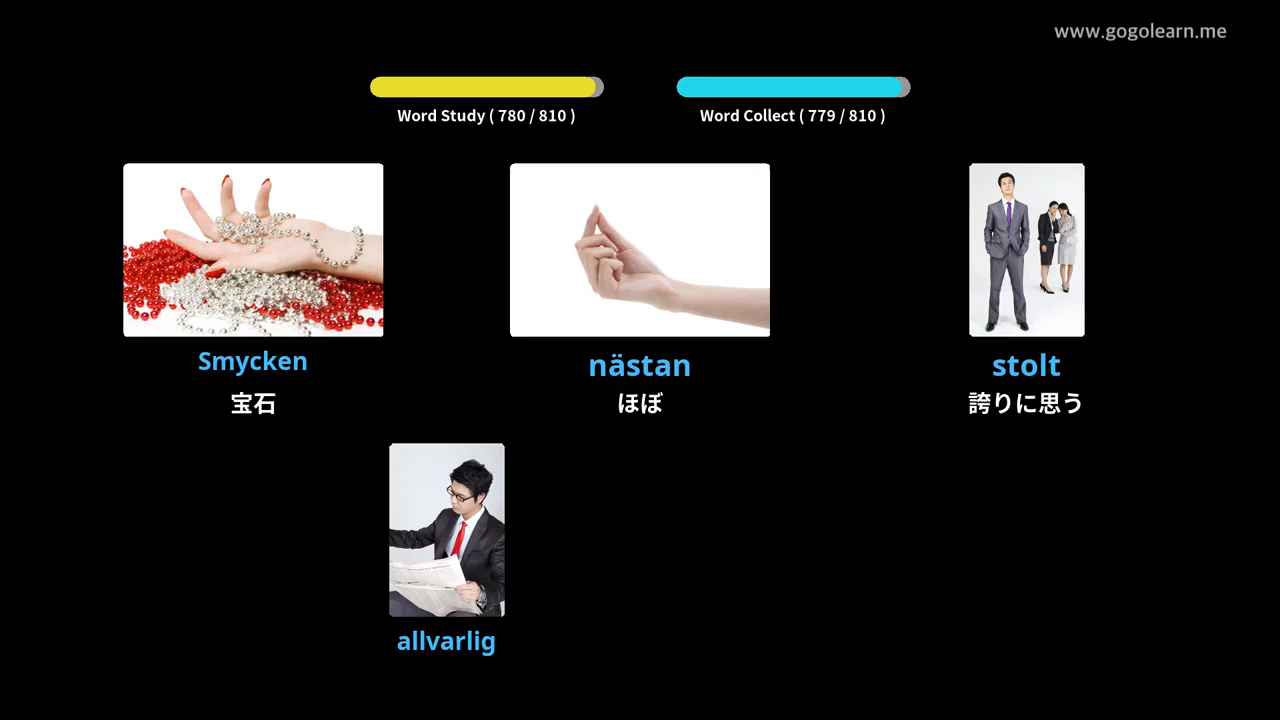 www.gogolearn.me
Word Study ( 780 / 810 )
Word Collect ( 779 / 810 )
Smycken
宝石
nästan
ほぼ
stolt
誇りに思う
allvarlig